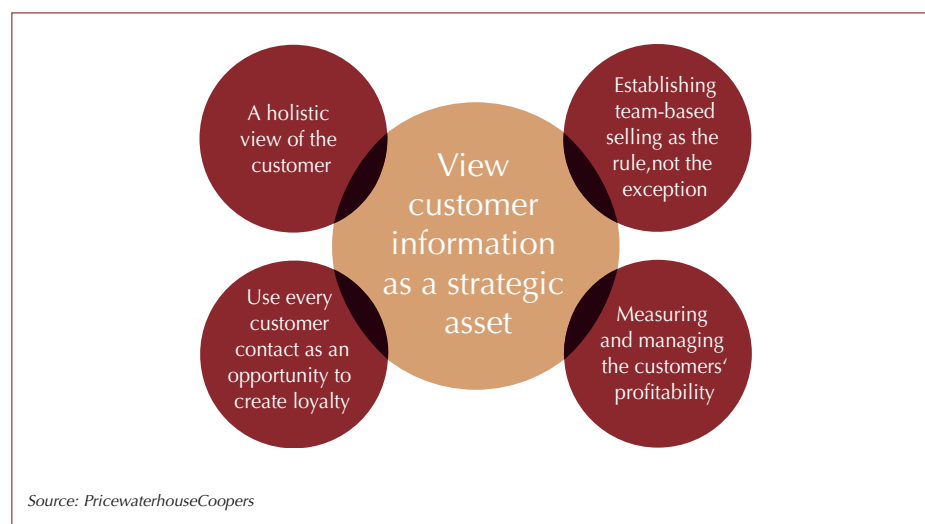 A holistic
view of the
customer
Establishing
team-based
selling as the
rule,not the
exception
View
customer
information
as a strategic
asset
Use every
customer
contact as an
opportunity to
create loyalty
Measuring
and managing
the customers‘
profitability
Source: PricewaterhouseCoopers